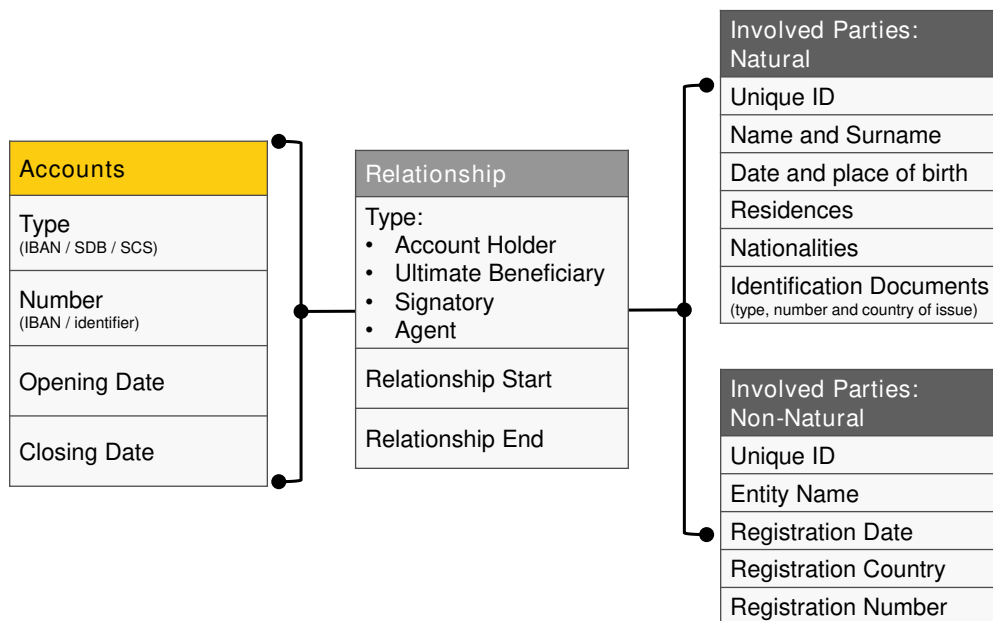 Accounts
Type
(IBAN / SDB / SCS)
Number
(IBAN / identifier)
Opening Date
Closing Date
Relationship
Type:
• Account Holder
• Ultimate Beneficiary
• Signatory
• Agent
Relationship Start
Relationship End
Involved Parties:
Natural
Unique ID
Name and Surname
Date and place of birth
Residences
Nationalities
Identification Documents
(type, number and country of issue)
Involved Parties:
Non-Natural
Unique ID
Entity Name
Registration Date
Registration Country
Registration Number